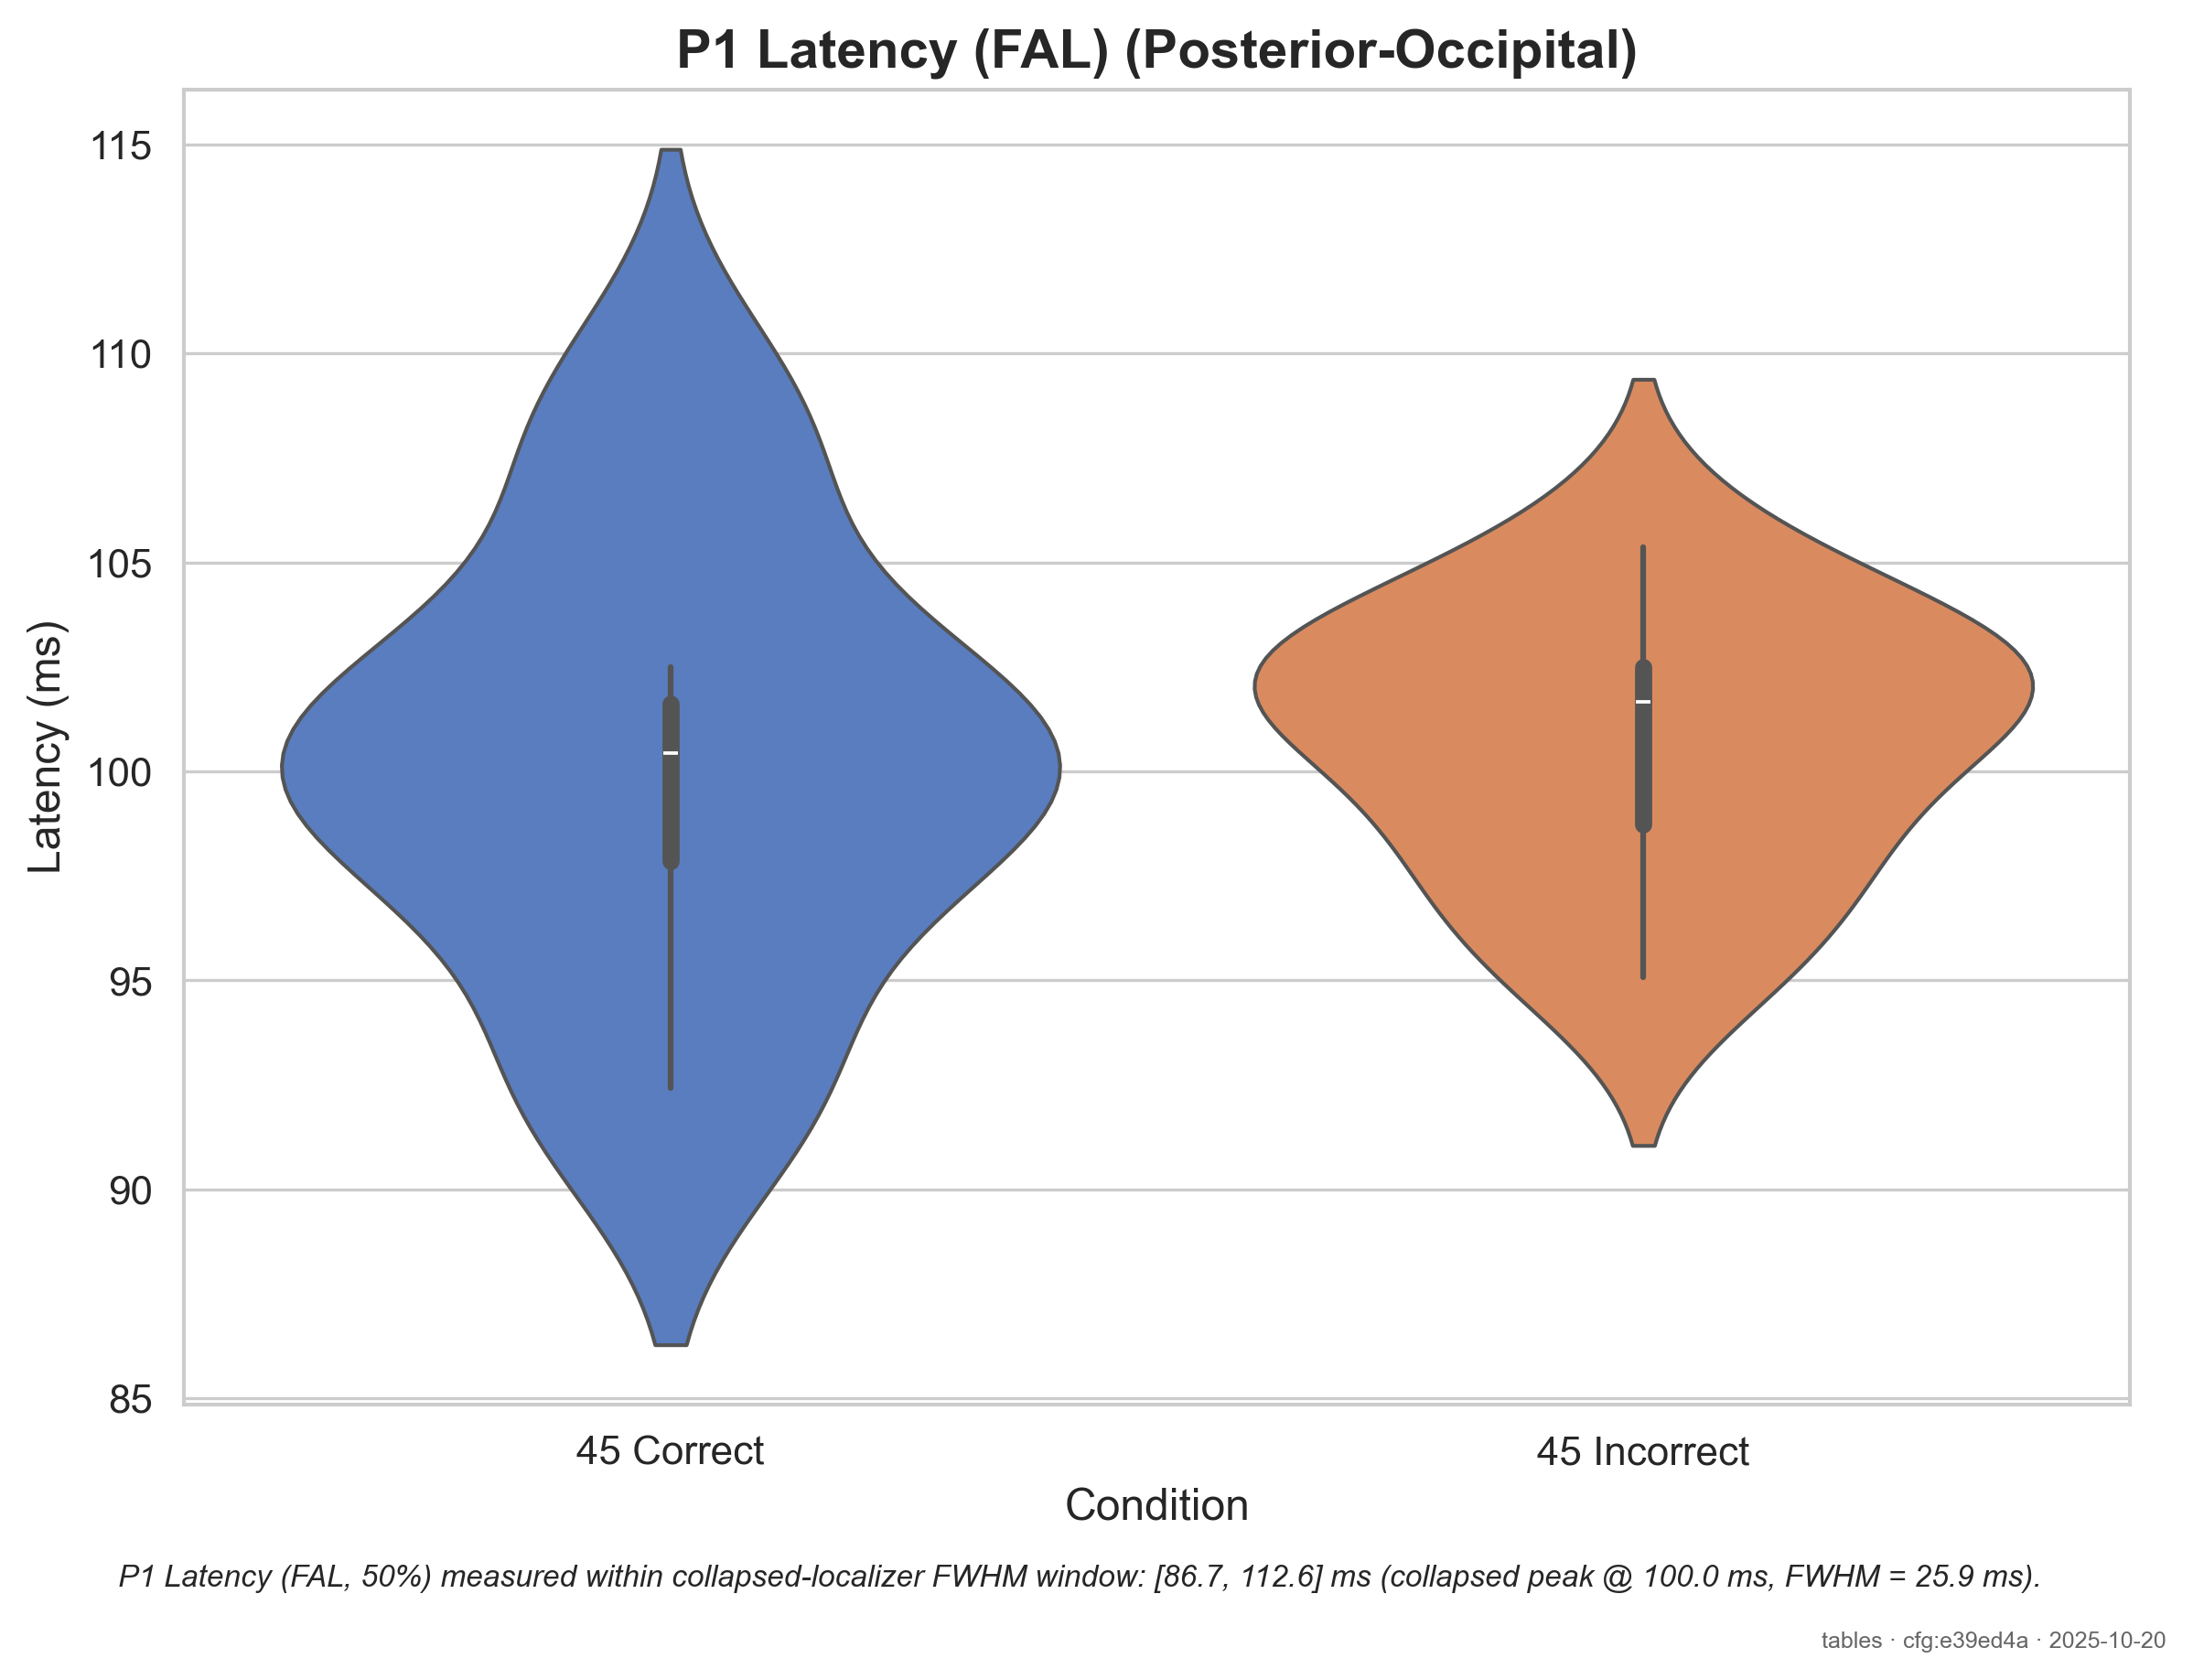 P1 Latency (FAL) (Posterior-Occipital)
Latency (ms)
115
110
105
100
95
90
85
45 Correct
45 Incorrect
Condition
P1 Latency (FAL, 50%) measured within collapsed-localizer FWHM window: [86.7, 112.6] ms (collapsed peak @ 100.0 ms, FWHM = 25.9 ms).
tables · cfg:e39ed4a · 2025-10-20